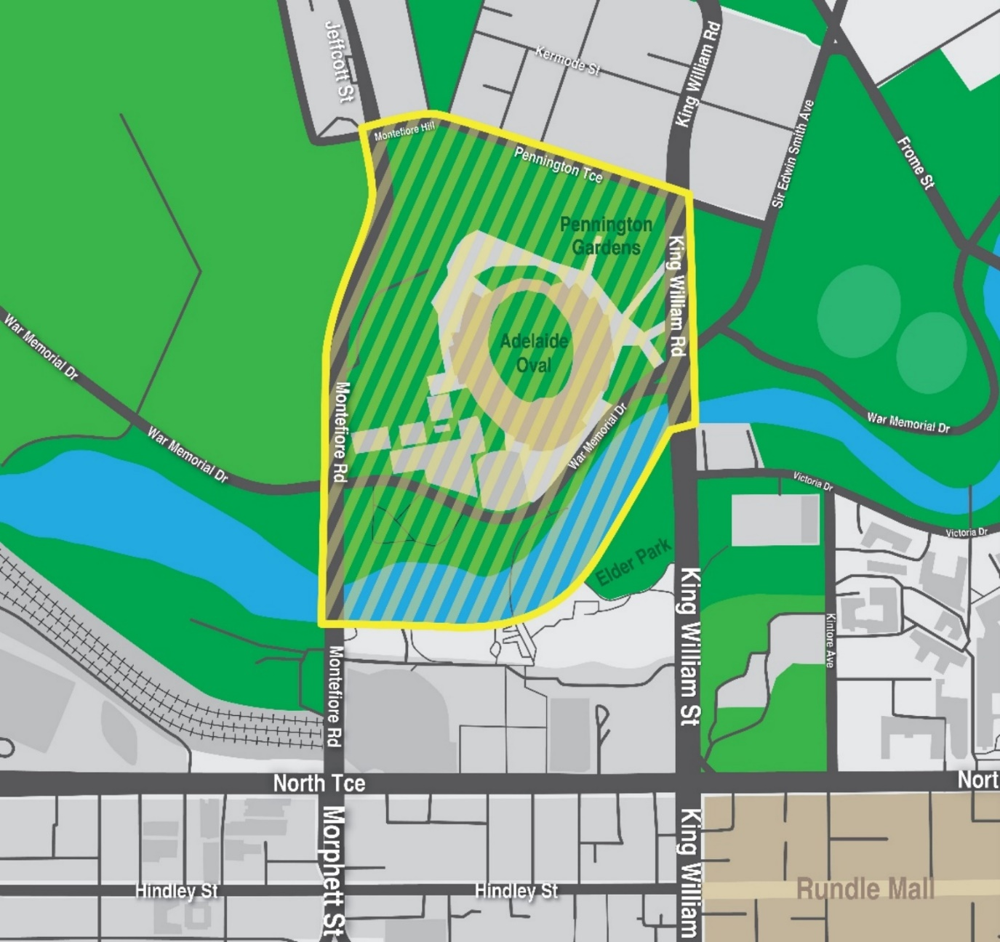 Jeffcott St
Kermode St
King William Rd
Sir Edwin Smith Ave
Frome St
Montefiore Hill
Pennington Tce
Pennington
Gardens
King William Rd
Adelaide
Oval
War Memorial Dr
War Memorial Dr
Montefiore Rd
War Memorial Dr
War Memorial Dr
Victoria Dr
Victoria Dr
Elder Park
King William St
Kintore Ave
Montefiore Rd
North Tce
Nort
Morphett St
King William
Hindley St
Hindley St
Rundle Mall